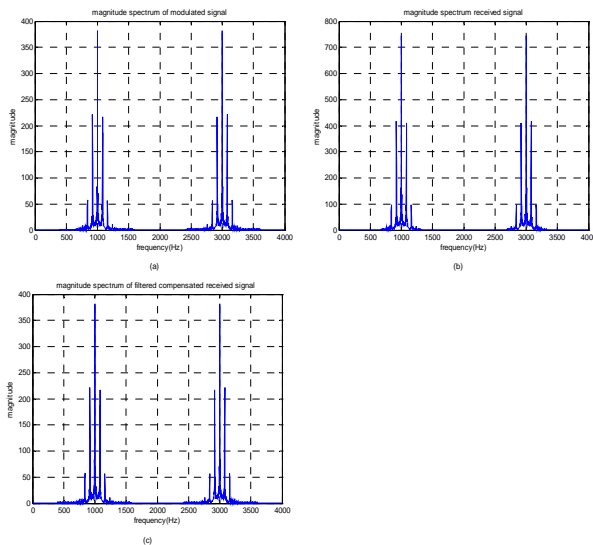 magnitude spectrum of modulated signal
400
350
300
250
200
150
100
50
0
magnitude
0 500 1000 1500 2000 2500 3000 3500 4000
frequency(Hz)
(a)
magnitude spectrum received signal
800
700
600
500
400
300
200
100
0
magnitude
0 500 1000 1500 2000 2500 3000 3500 400
frequency(Hz)
(b)
magnitude spectrum of filtered compensated received signal
400
350
300
250
200
150
100
50
0
magnitude
0 500 1000 1500 2000 2500 3000 3500 4000
frequency(Hz)
(c)